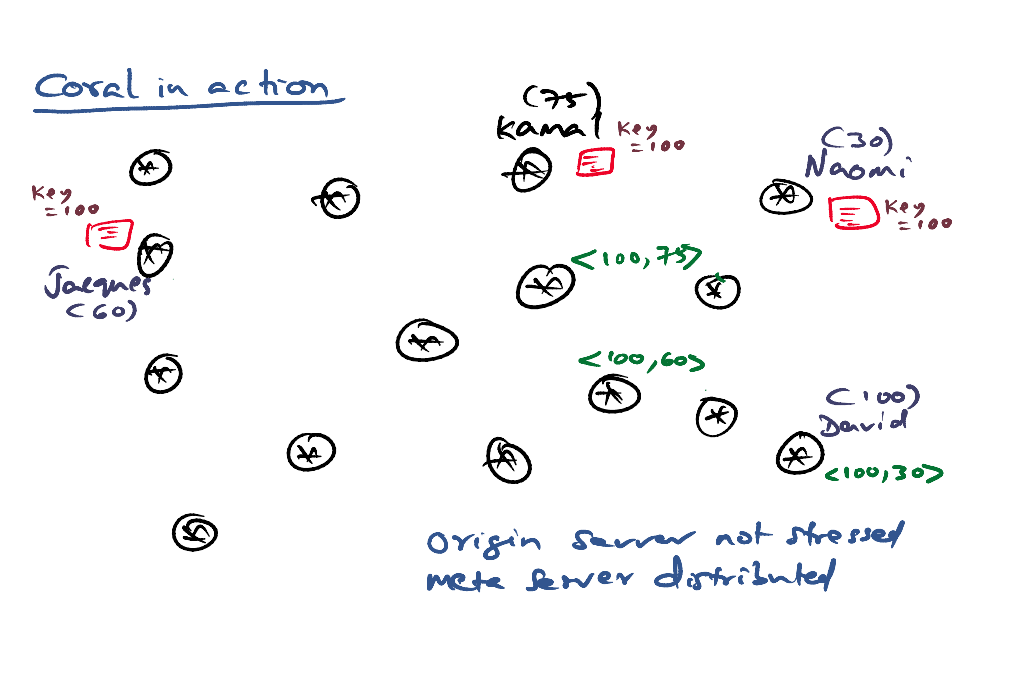 Coral in action
(75)
Kamal
Key
=100
(30)
Naomi
Key
=100
Key
=100
Jacques
(60)
<100,75>
<100,60>
(100)
David
<100,30>
origin server not stressed
meta server distributed